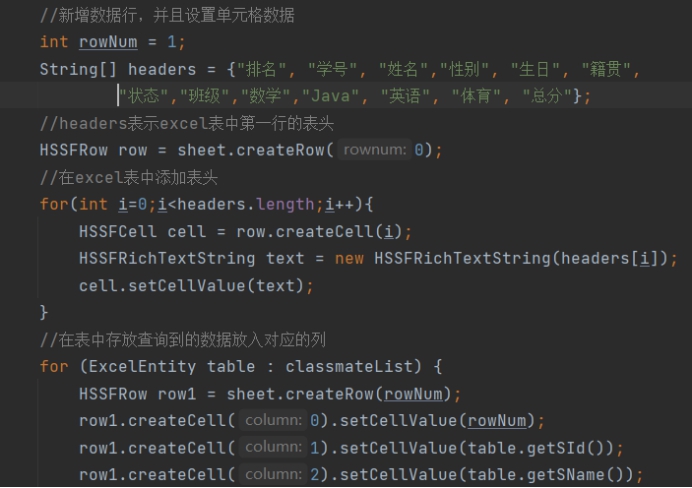 //新增数据行，并且设置单元格数据
int rowNum = 1;
String[] headers = {"排名", "学号", "姓名","性别", "生日", "籍贯",
"状态","班级","数学","Java", "英语", "体育", "总分"};
//headers表示excel表中第一行的表头
HSSFRow row = sheet.createRow( rownum: 0);
//在excel表中添加表头
for(int i=0;i<headers.length;i++){
HSSFCell cell = row.createCell(i);
HSSFRichTextString text = new HSSFRichTextString(headers[i]);
cell.setCellValue(text);
}
//在表中存放查询到的数据放入对应的列
for (ExcelEntity table : classmateList) {
HSSFRow row1 = sheet.createRow(rowNum);
row1.createCell( column: 0).setCellValue(rowNum);
row1.createCell( column: 1).setCellValue(table.getSId());
row1.createCell( column: 2).setCellValue(table.getSName());